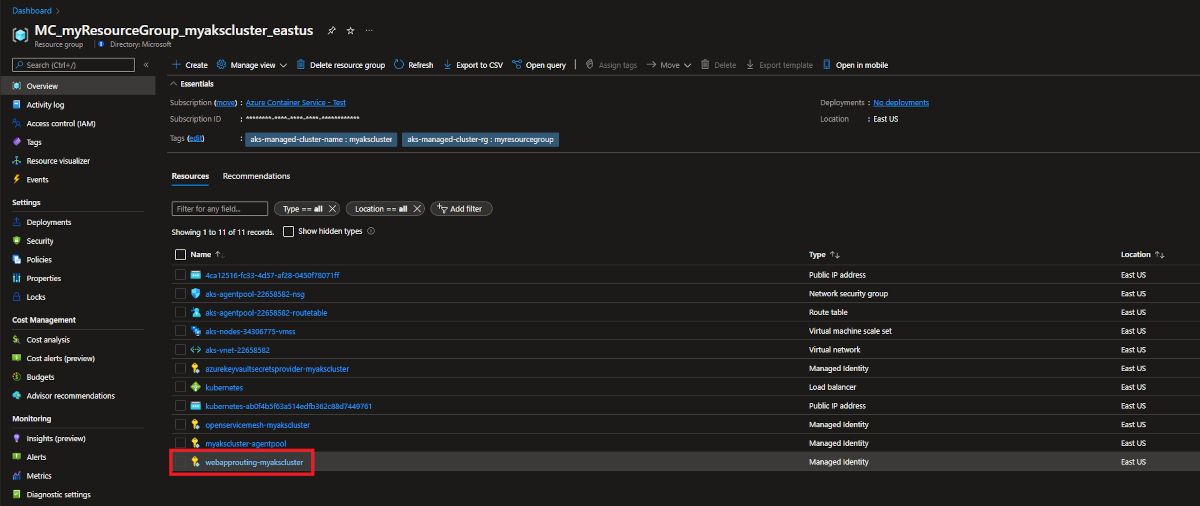 Dashboard >
MC_myResourceGroup_myakscluster_eastus
Resource group | Directory: Microsoft
Search (Ctrl+/) «
Overview
Activity log
Access control (IAM)
Tags
Resource visualizer
Events
Settings
Deployments
Security
Policies
Properties
Locks
Cost Management
Cost analysis
Cost alerts (preview)
Budgets
Advisor recommendations
Monitoring
Insights (preview)
Alerts
Metrics
Diagnostic settings
Create Manage view Delete resource group Refresh Export to CSV Open query | Assign tags Move Delete Export template Open in mobile
Essentials
Subscription (move) : Azure Container Service - Test Deployments : No deployments
Subscription ID : ********-****-****-****-************ Location : East US
Tags (edit) : aks-managed-cluster-name : myakscluster aks-managed-cluster-rg : myresourcegroup
Resources Recommendations
Filter for any field... Type == all Location == all Add filter
Showing 1 to 11 of 11 records. Show hidden types
Name Type Location
4ca12516-fc33-4d57-af28-0450f78071ff Public IP address East US
aks-agentpool-22658582-nsg Network security group East US
aks-agentpool-22658582-routetable Route table East US
aks-nodes-34306775-vmss Virtual machine scale set East US
aks-vnet-22658582 Virtual network East US
azurekeyvaultsecretsprovider-myakscluster Managed Identity East US
kubernetes Load balancer East US
kubernetes-ab0f4b5f63a514edfb362c88d7449761 Public IP address East US
openservicemesh-myakscluster Managed Identity East US
myakscluster-agentpool Managed Identity East US
webapprouting-myakscluster Managed Identity East US